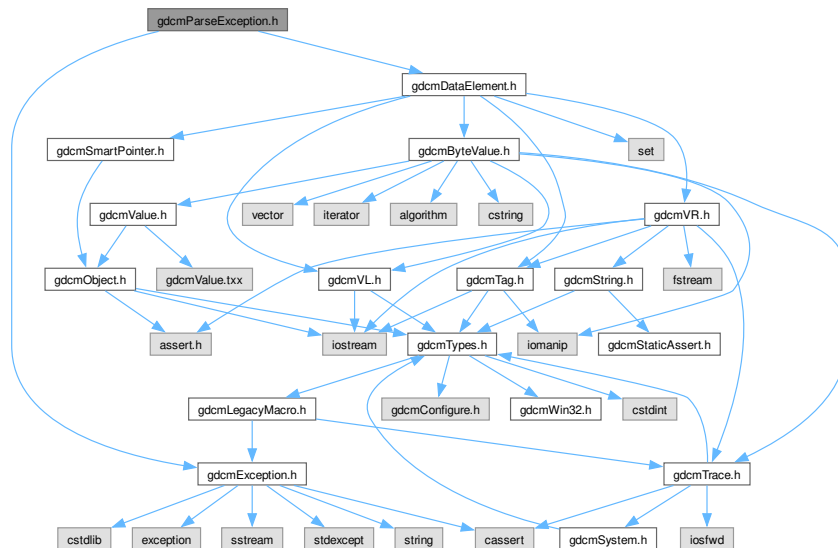 gdcmParseException.h
gdcmDataElement.h
gdcmSmartPointer.h
gdcmByteValue.h
set
gdcmValue.h
vector
iterator
algorithm
cstring
gdcmVR.h
gdcmObject.h
gdcmValue.txx
gdcmVL.h
gdcmTag.h
gdcmString.h
fstream
assert.h
iostream
gdcmTypes.h
iomanip
gdcmStaticAssert.h
gdcmLegacyMacro.h
gdcmConfigure.h
gdcmWin32.h
cstdint
gdcmException.h
gdcmTrace.h
cstdlib
exception
sstream
stdexcept
string
cassert
gdcmSystem.h
iosfwd